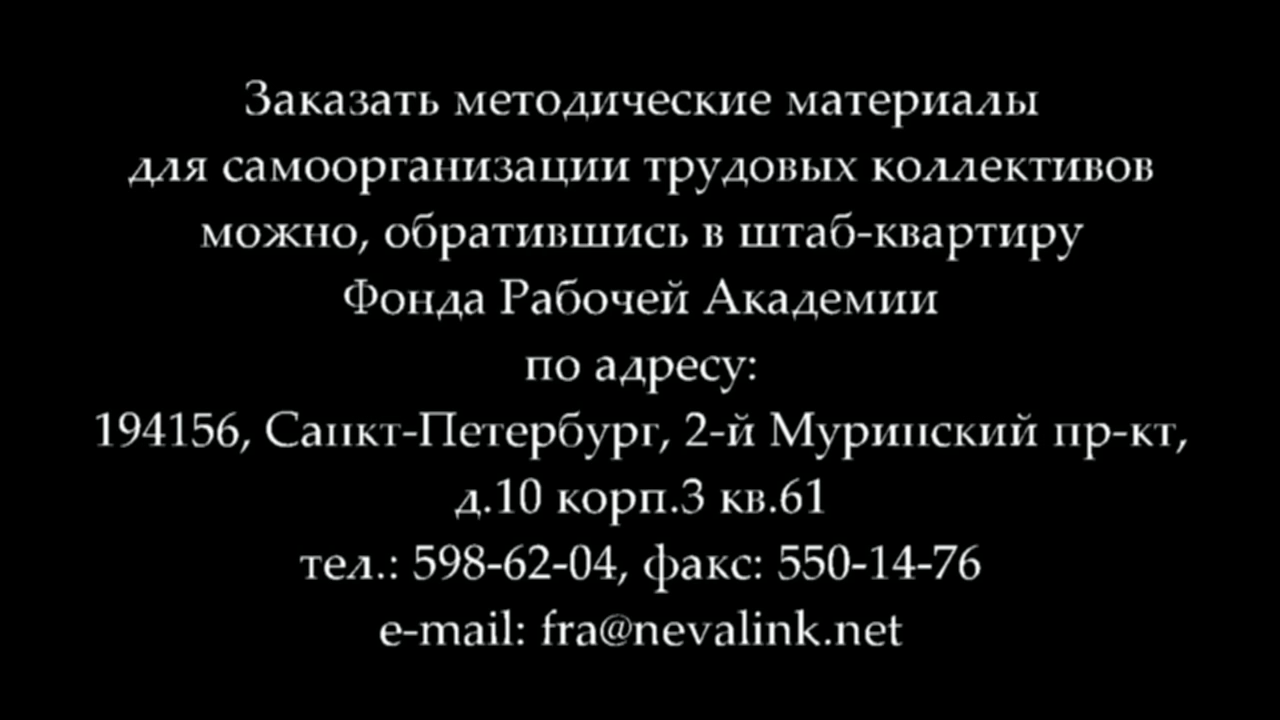 Заказать методические материалы
для самоорганизации трудовых коллективов
можно, обратившись в штаб-квартиру
Фонда Рабочей Академии
по адресу:
194156, Санкт-Петербург, 2-й Муринский пр-кт,
д.10 корп.3 кв.61
тел.: 598-62-04, факс: 550-14-76
e-mail: fra@nevalink.net